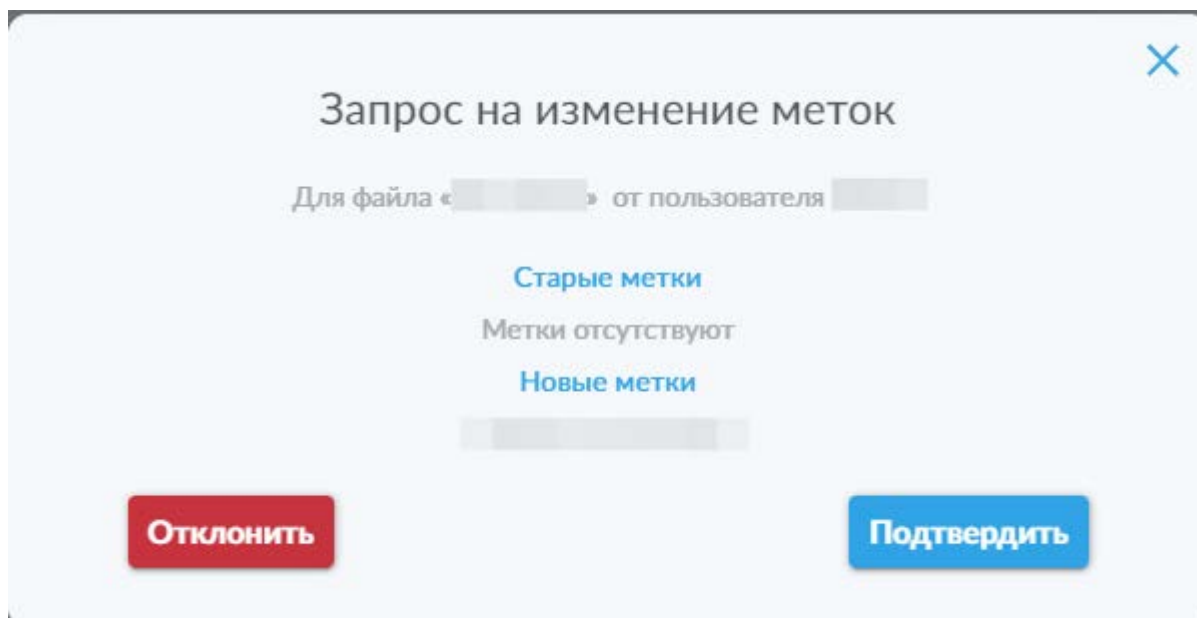 Запрос на изменение меток
Для файла « » от пользователя
Старые метки
Метки отсутствуют
Новые метки
Отклонить
Подтвердить